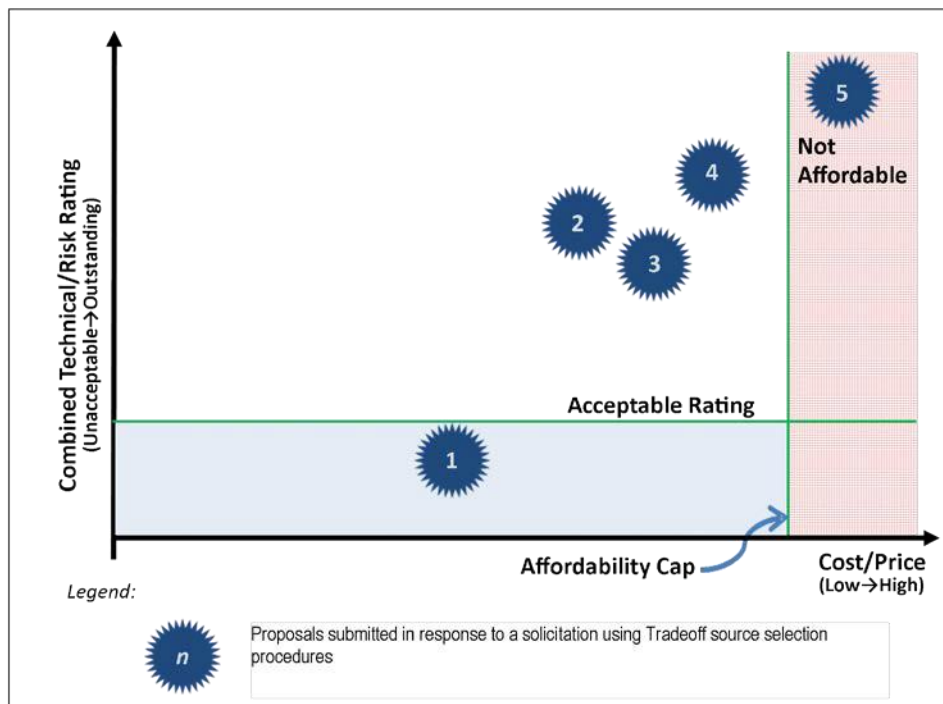 Combined Technical/Risk Rating
(Unacceptable→Outstanding)
5
Not
Affordable
4
2
3
Acceptable Rating
1
Affordability Cap
Cost/Price
(Low→High)
Legend:
n
Proposals submitted in response to a solicitation using Tradeoff source selection
procedures